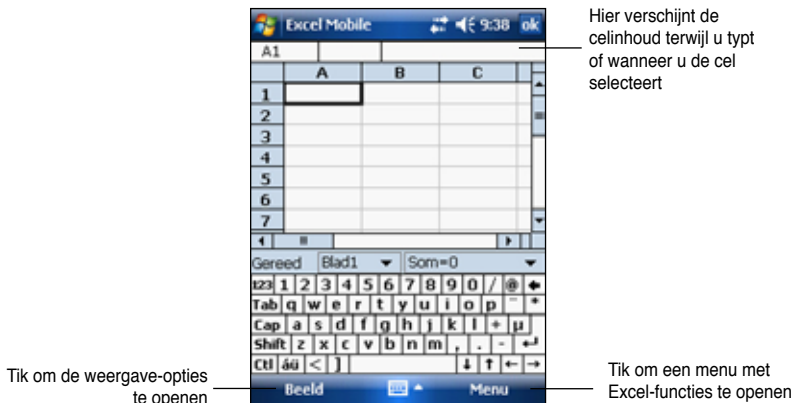 Excel Mobile 9:38 ok
Hier verschijnt de
celinhoud terwijl u typt
of wanneer u de cel
selecteert
A1
A B C
1
2
3
4
5
6
7
Gereed Blad1 Som=0
123 1 2 3 4 5 6 7 8 9 0 / @
Tab q w e r t y u i o p ¨ *
Cap a s d f g h j k l + µ
Shift z x c v b n m , . -
Ctl áü < ] ↓ ↑ ← →
Tik om de weergave-opties
te openen
Beeld Menu
Tik om een menu met
Excel-functies te openen